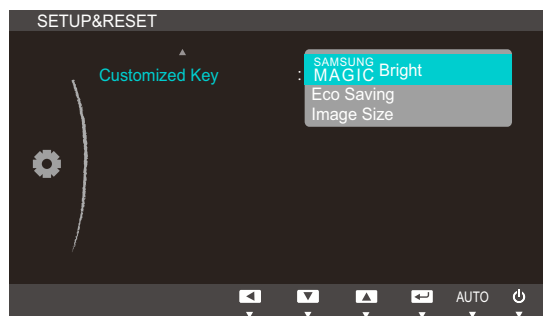 SETUP&RESET
Customized Key : SAMSUNG MAGIC Bright
Eco Saving
Image Size
AUTO